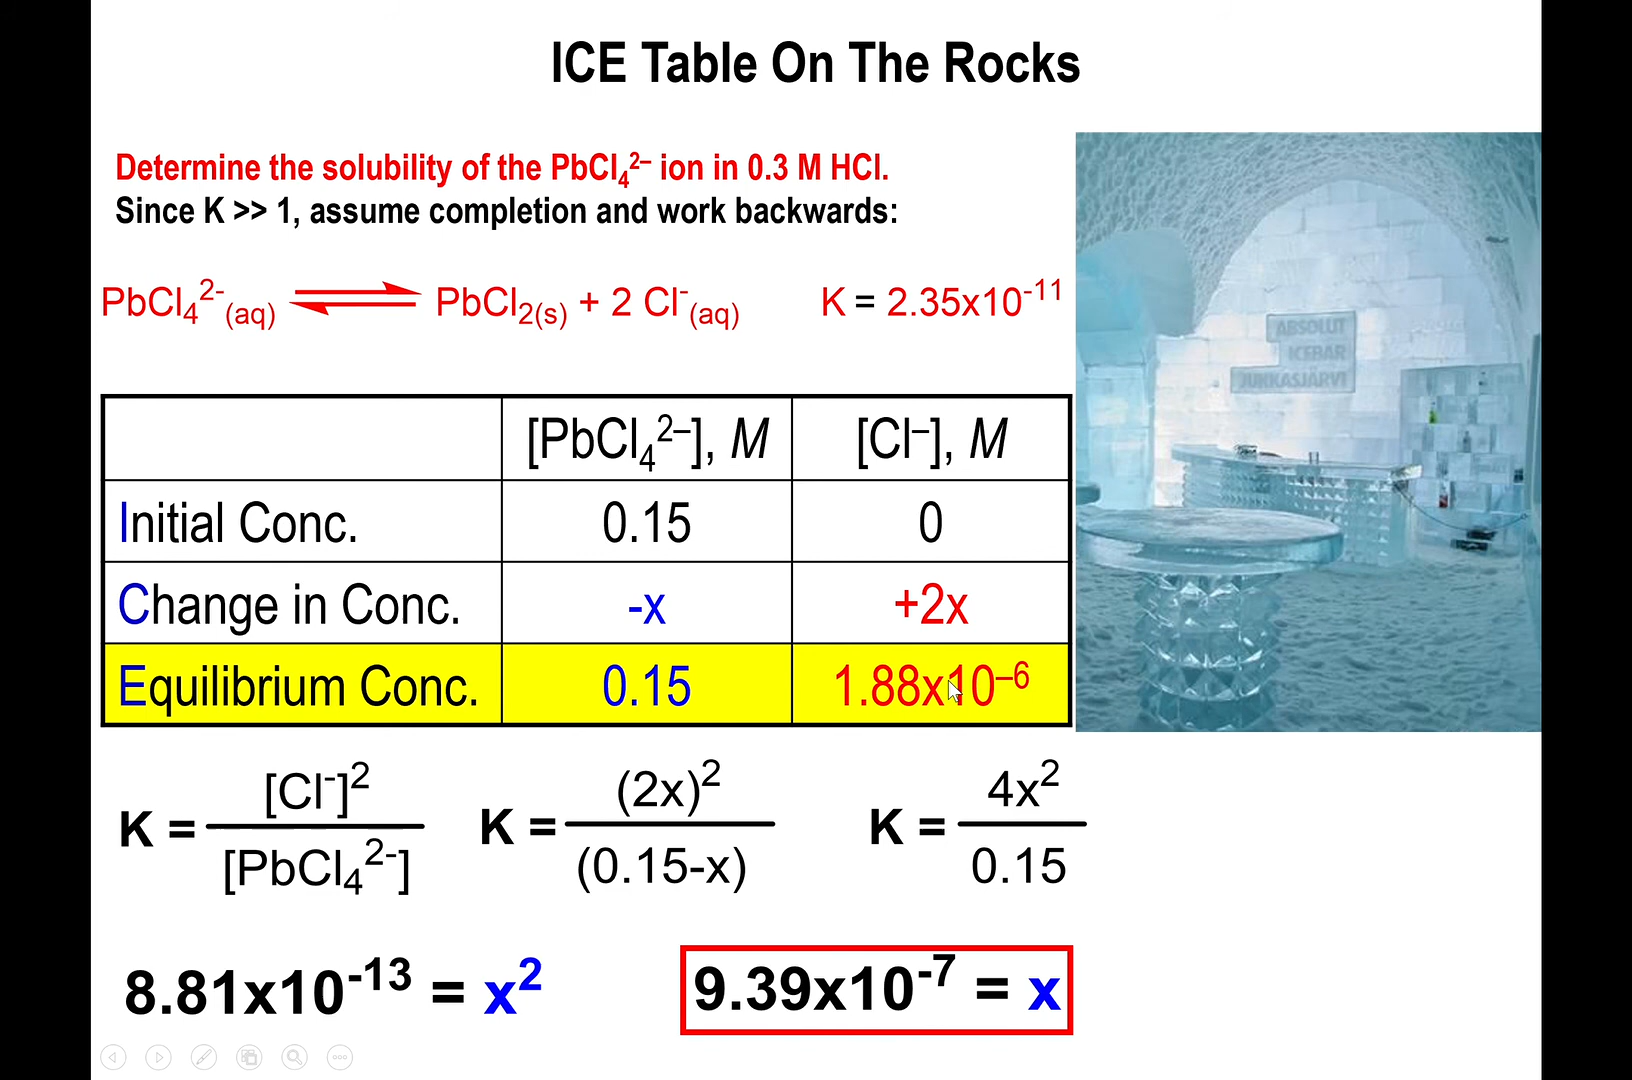 ICE Table On The Rocks
Determine the solubility of the PbCl₄²⁻ ion in 0.3 M HCl.
Since K >> 1, assume completion and work backwards:
PbCl₄²⁻(aq) ⇌ PbCl₂(s) + 2 Cl⁻(aq) K = 2.35x10⁻¹¹
[PbCl₄²⁻], M [Cl⁻], M
Initial Conc. 0.15 0
Change in Conc. -x +2x
Equilibrium Conc. 0.15 1.88x10⁻⁶
K = [Cl⁻]² / [PbCl₄²⁻] K = (2x)² / (0.15-x) K = 4x² / 0.15
8.81x10⁻¹³ = x² 9.39x10⁻⁷ = x
ABSOLUT
ICEBAR
JUKKASJÄRVI